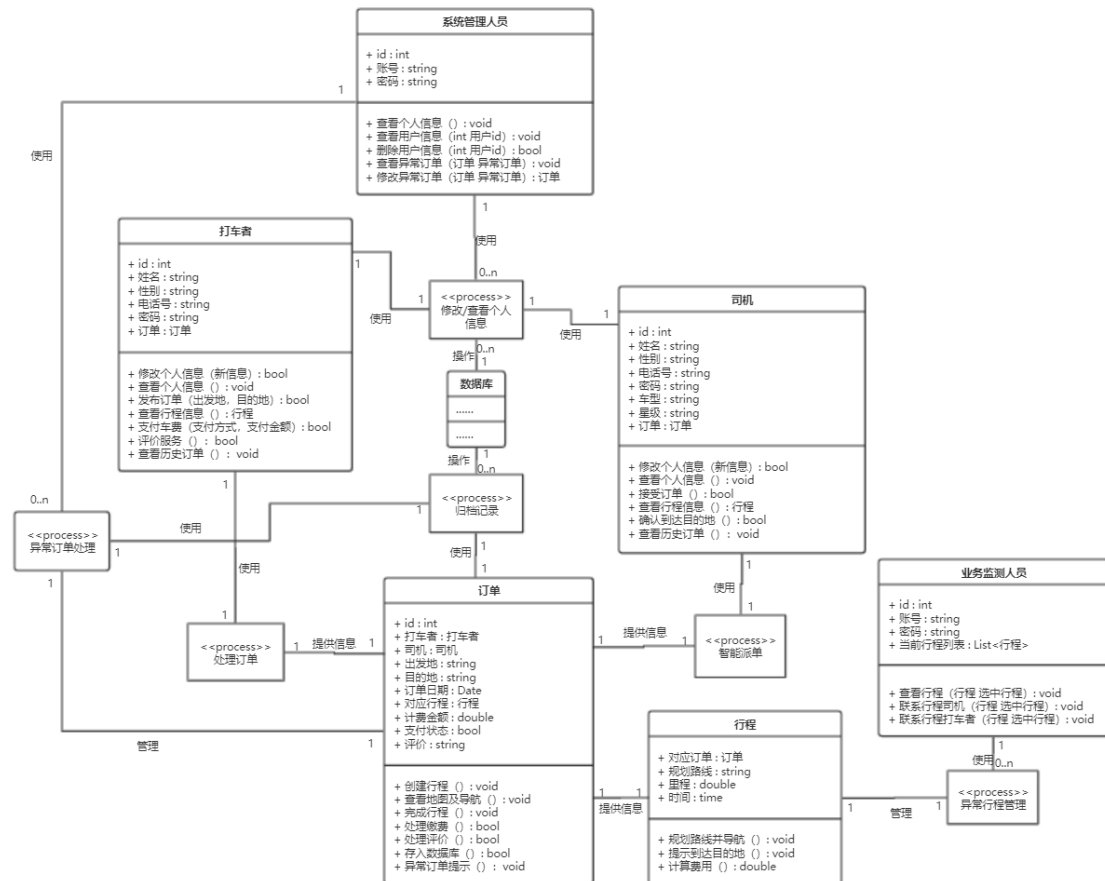 系统管理人员
+ id : int
+ 账号 : string
+ 密码 : string
+ 查看个人信息（）: void
+ 查看用户信息（int 用户id）: void
+ 删除用户信息（int 用户id）: bool
+ 查看异常订单（订单 异常订单）: void
+ 修改异常订单（订单 异常订单）: 订单
1
使用
1
使用
0..n
打车者
+ id : int
+ 姓名 : string
+ 性别 : string
+ 电话号 : string
+ 密码 : string
+ 订单 : 订单
+ 修改个人信息（新信息）: bool
+ 查看个人信息（）: void
+ 发布订单（出发地，目的地）: bool
+ 查看行程信息（）: 行程
+ 支付车费（支付方式，支付金额）: bool
+ 评价服务（）: bool
+ 查看历史订单（）: void
1
1
使用
<<process>>
修改/查看个人
信息
1
1
使用
司机
+ id : int
+ 姓名 : string
+ 性别 : string
+ 电话号 : string
+ 密码 : string
+ 车型 : string
+ 星级 : string
+ 订单 : 订单
+ 修改个人信息（新信息）: bool
+ 查看个人信息（）: void
+ 接受订单（）: bool
+ 查看行程信息（）: 行程
+ 确认到达目的地（）: bool
+ 查看历史订单（）: void
0..n
操作
1
数据库
......
......
1
操作
0..n
<<process>>
归档记录
1
使用
1
0..n
<<process>>
异常订单处理
1
使用
1
1
1
使用
1
<<process>>
处理订单
1
提供信息
1
订单
+ id : int
+ 打车者 : 打车者
+ 司机 : 司机
+ 出发地 : string
+ 目的地 : string
+ 订单日期 : Date
+ 对应行程 : 行程
+ 计费金额 : double
+ 支付状态 : bool
+ 评价 : string
+ 创建行程（）: void
+ 查看地图及导航（）: void
+ 完成行程（）: void
+ 处理缴费（）: bool
+ 处理评价（）: bool
+ 存入数据库（）: bool
+ 异常订单提示（）: void
管理
1
1
提供信息
1
1
使用
1
<<process>>
智能派单
业务监测人员
+ id : int
+ 账号 : string
+ 密码 : string
+ 当前行程列表 : List<行程>
+ 查看行程（行程 选中行程）: void
+ 联系行程司机（行程 选中行程）: void
+ 联系行程打车者（行程 选中行程）: void
1
使用
0..n
<<process>>
异常行程管理
1
管理
1
行程
+ 对应订单 : 订单
+ 规划路线 : string
+ 里程 : double
+ 时间 : time
+ 规划路线并导航（）: void
+ 提示到达目的地（）: void
+ 计算费用（）: double
1
1
提供信息